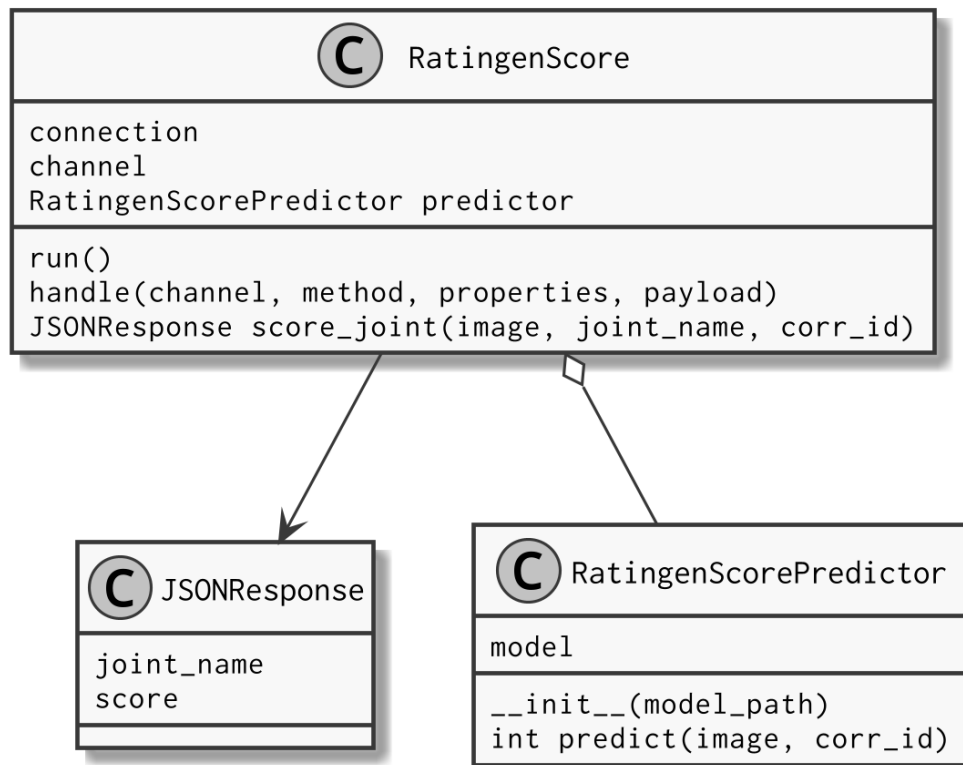 C RatingenScore
connection
channel
RatingenScorePredictor predictor
run()
handle(channel, method, properties, payload)
JSONResponse score_joint(image, joint_name, corr_id)
C JSONResponse
joint_name
score
C RatingenScorePredictor
model
__init__(model_path)
int predict(image, corr_id)